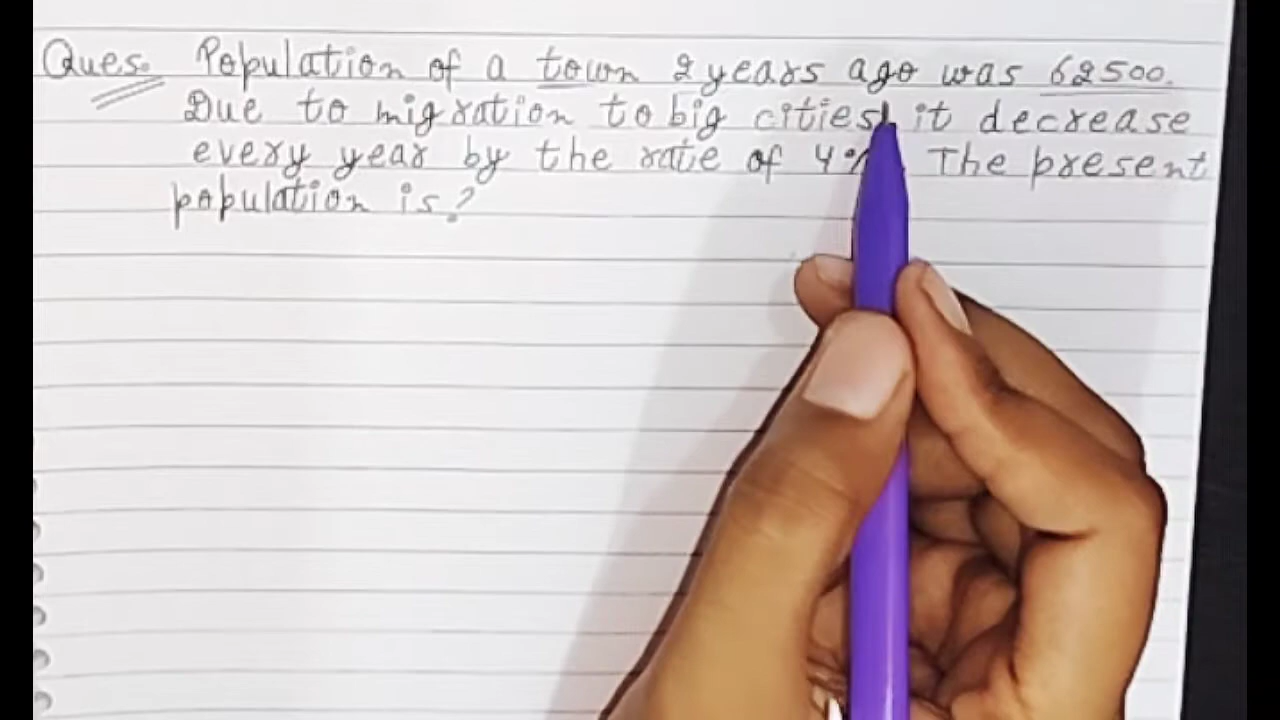 Ques. Population of a town 2 years ago was 62500.
Due to migration to big cities, it decrease
every year by the rate of 4% The present
population is?